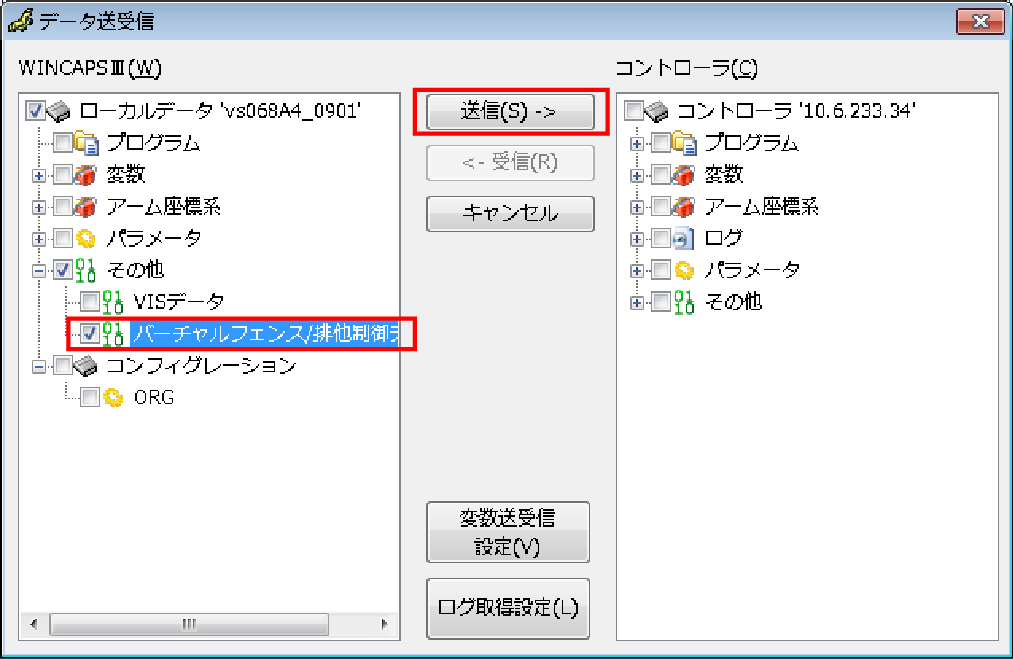 データ送受信
WINCAPSⅢ(W)
コントローラ(C)
ローカルデータ 'vs068A4_0901'
プログラム
変数
アーム座標系
パラメータ
その他
VISデータ
バーチャルフェンス/排他制御デ
コンフィグレーション
ORG
送信(S) ->
<- 受信(R)
キャンセル
変数送受信
設定(V)
ログ取得設定(L)
コントローラ '10.6.233.34'
プログラム
変数
アーム座標系
ログ
パラメータ
その他